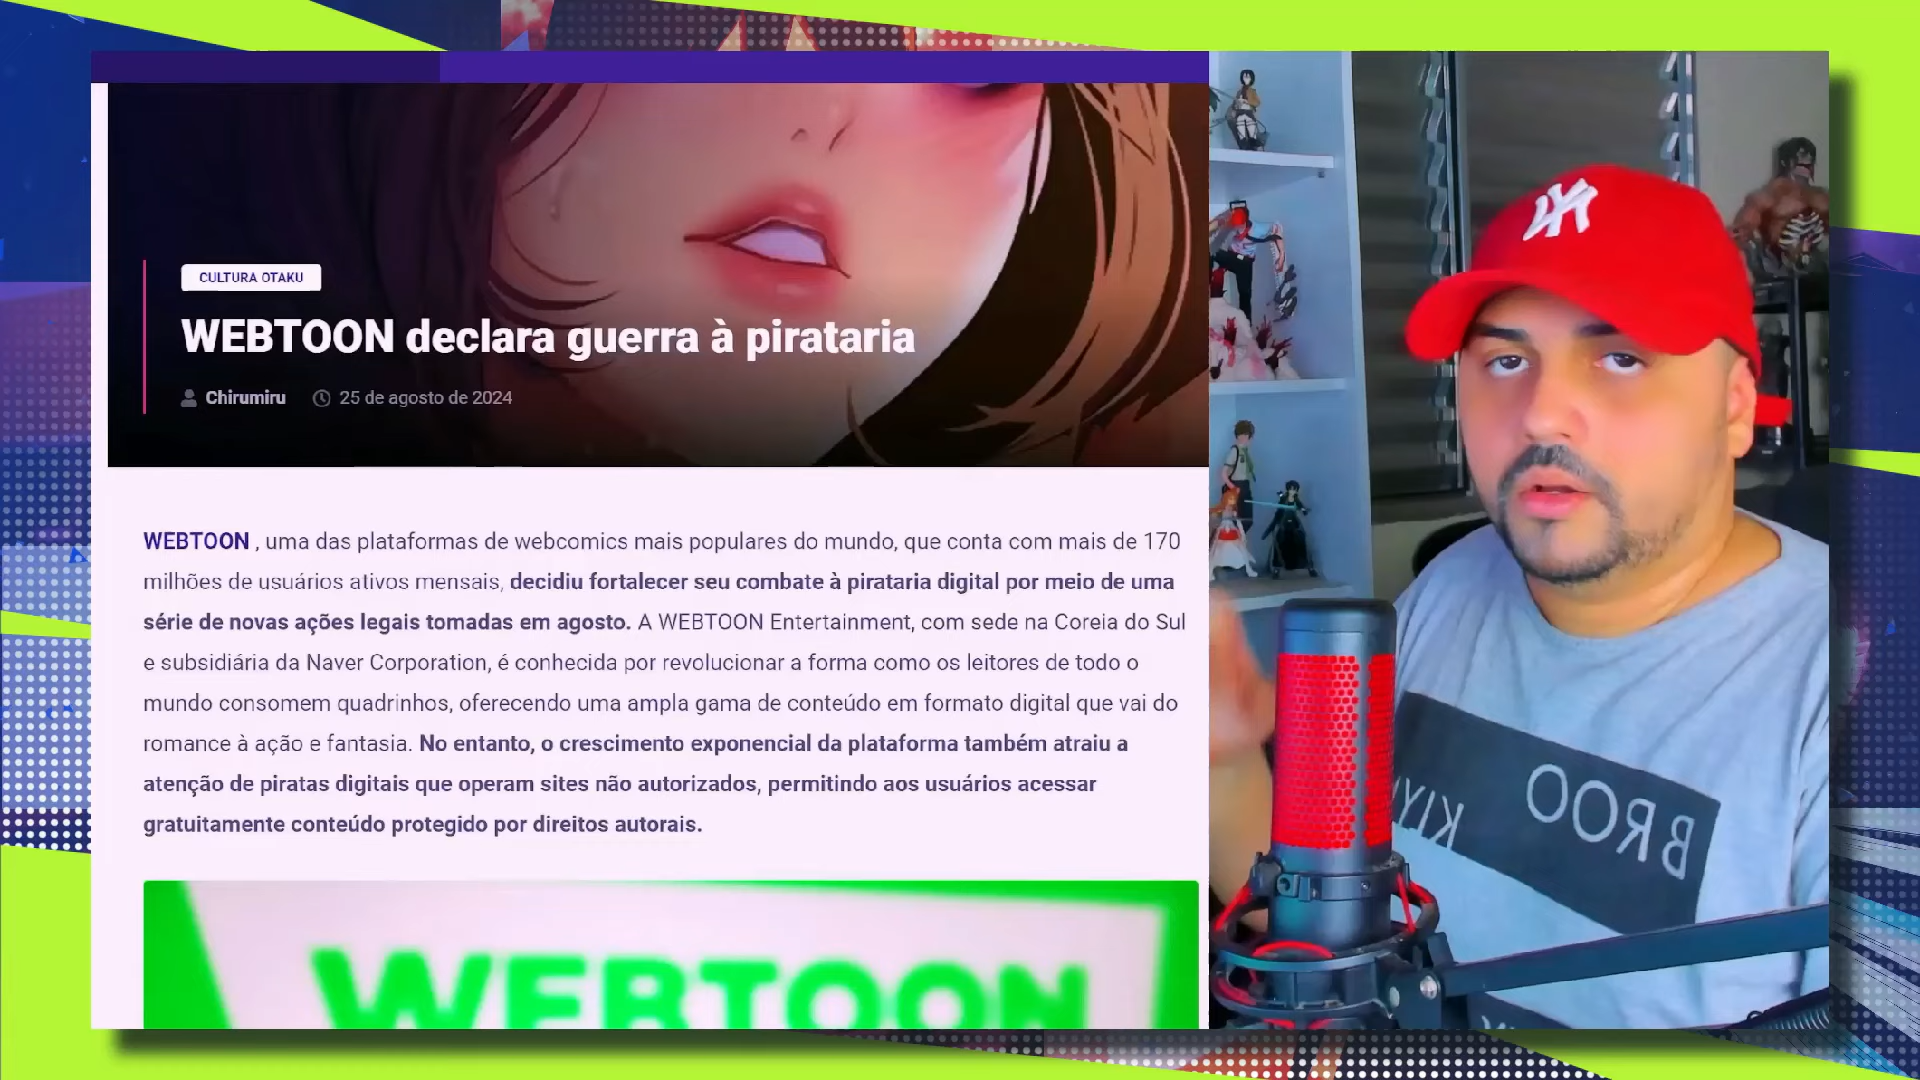 CULTURA OTAKU
WEBTOON declara guerra à pirataria
Chirumiru 25 de agosto de 2024
WEBTOON , uma das plataformas de webcomics mais populares do mundo, que conta com mais de 170
milhões de usuários ativos mensais, decidiu fortalecer seu combate à pirataria digital por meio de uma
série de novas ações legais tomadas em agosto. A WEBTOON Entertainment, com sede na Coreia do Sul
e subsidiária da Naver Corporation, é conhecida por revolucionar a forma como os leitores de todo o
mundo consomem quadrinhos, oferecendo uma ampla gama de conteúdo em formato digital que vai do
romance à ação e fantasia. No entanto, o crescimento exponencial da plataforma também atraiu a
atenção de piratas digitais que operam sites não autorizados, permitindo aos usuários acessar
gratuitamente conteúdo protegido por direitos autorais.
WEBTOON
NY
BROO